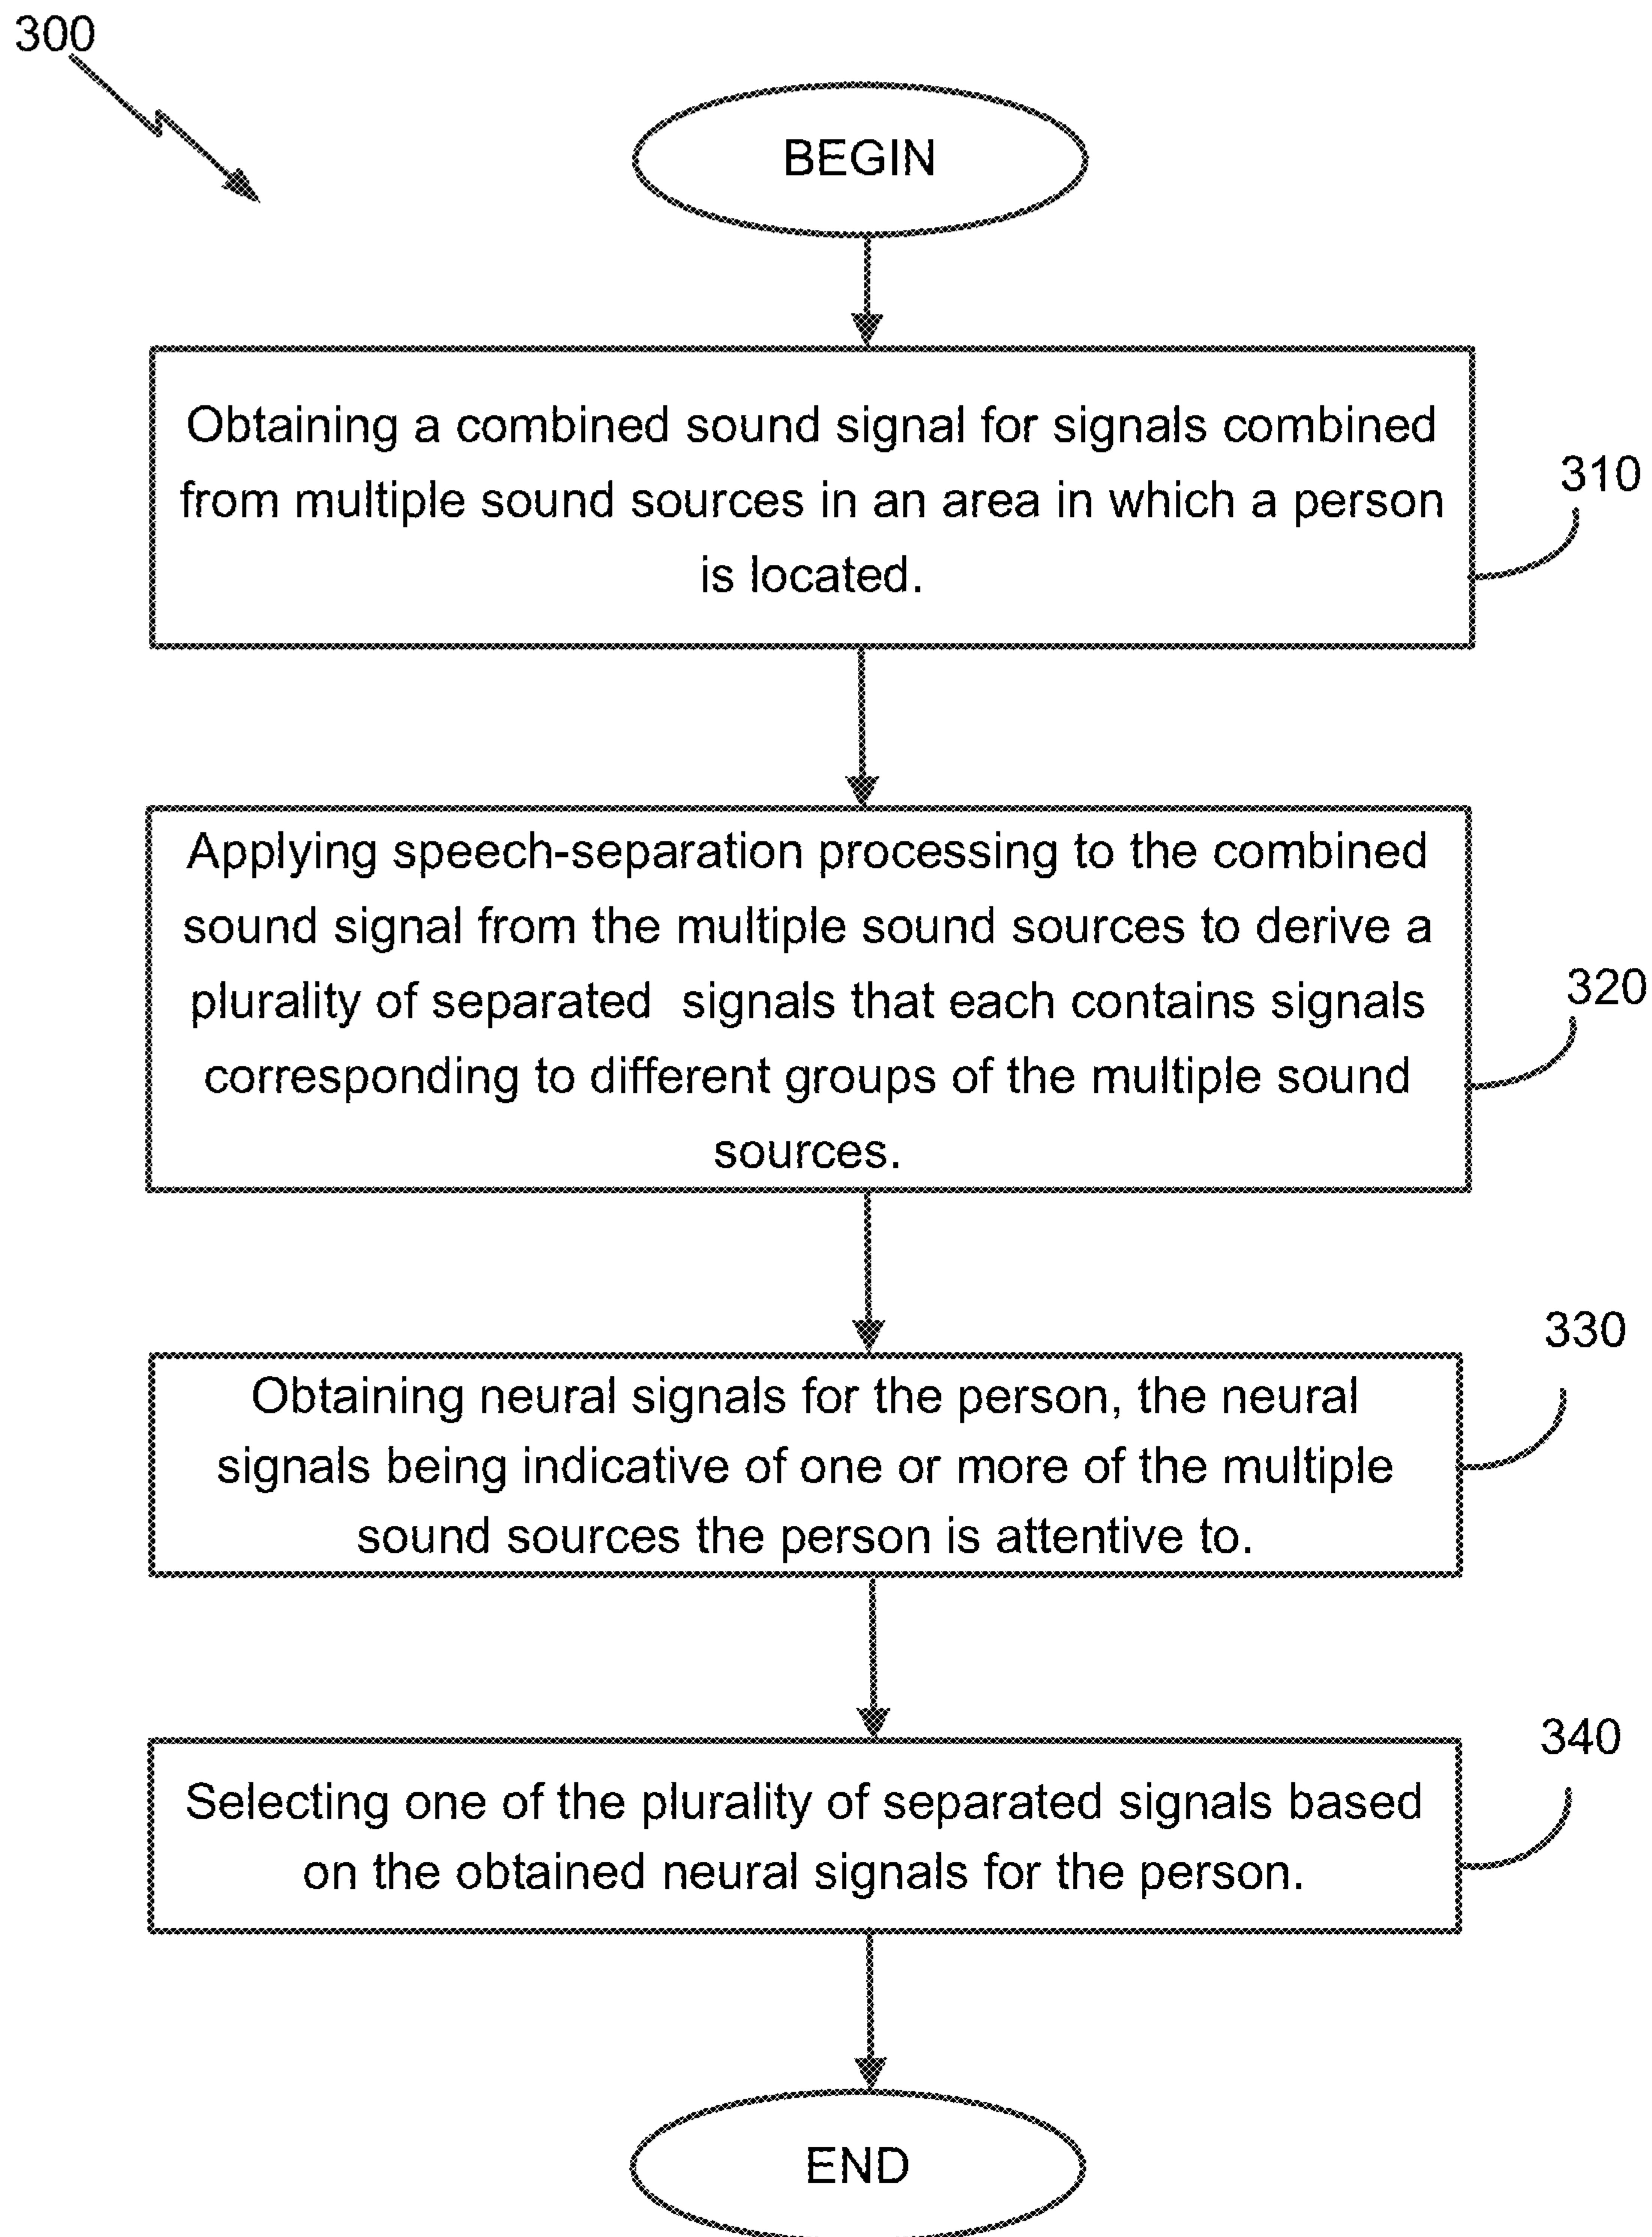 300
BEGIN
Obtaining a combined sound signal for signals combined
from multiple sound sources in an area in which a person
is located.
310
Applying speech-separation processing to the combined
sound signal from the multiple sound sources to derive a
plurality of separated signals that each contains signals
corresponding to different groups of the multiple sound
sources.
320
Obtaining neural signals for the person, the neural
signals being indicative of one or more of the multiple
sound sources the person is attentive to.
330
Selecting one of the plurality of separated signals based
on the obtained neural signals for the person.
340
END